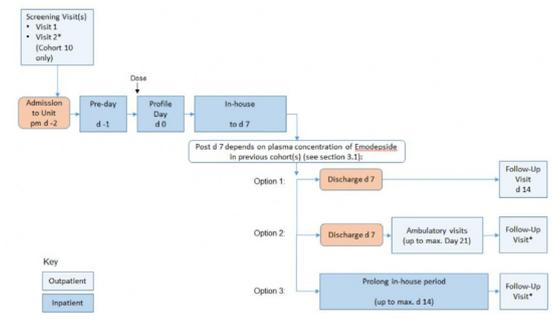 Screening Visit(s)
• Visit 1
• Visit 2*
(Cohort 10
only)
Dose
Admission
to Unit
pm d -2
Pre-day
d -1
Profile
Day
d 0
In-house
to d 7
Post d 7 depends on plasma concentration of Emodepside
in previous cohort(s) (see section 3.1):
Option 1:
Discharge d 7
Follow-Up
Visit
d 14
Option 2:
Discharge d 7
Ambulatory visits
(up to max. Day 21)
Follow-Up
Visit*
Option 3:
Prolong in-house period
(up to max. d 14)
Follow-Up
Visit*
Key
Outpatient
Inpatient